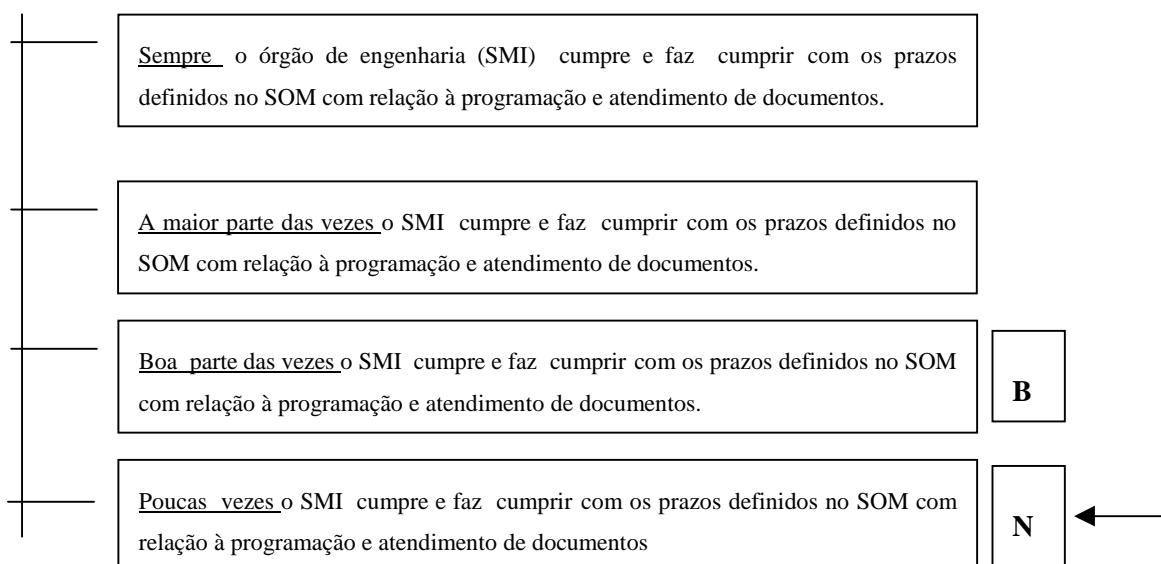 Sempre o órgão de engenharia (SMI) cumpre e faz cumprir com os prazos
definidos no SOM com relação à programação e atendimento de documentos.
A maior parte das vezes o SMI cumpre e faz cumprir com os prazos definidos no
SOM com relação à programação e atendimento de documentos.
Boa parte das vezes o SMI cumpre e faz cumprir com os prazos definidos no SOM
com relação à programação e atendimento de documentos.
B
Poucas vezes o SMI cumpre e faz cumprir com os prazos definidos no SOM com
relação à programação e atendimento de documentos
N